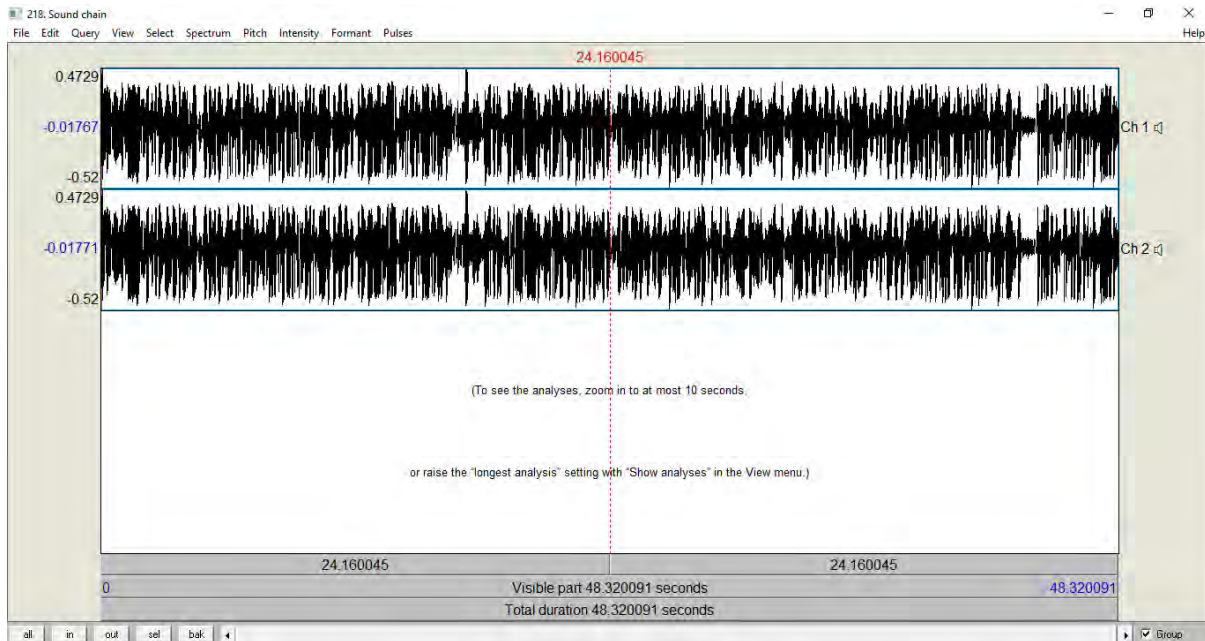 218. Sound chain
File Edit Query View Select Spectrum Pitch Intensity Formant Pulses Help
24.160045
0.4729
-0.01767
Ch 1
-0.52
0.4729
-0.01771
Ch 2
-0.52
(To see the analyses, zoom in to at most 10 seconds,
or raise the "longest analysis" setting with "Show analyses" in the View menu.)
24.160045 24.160045
0 Visible part 48.320091 seconds 48.320091
Total duration 48.320091 seconds
all in out sel bak Group